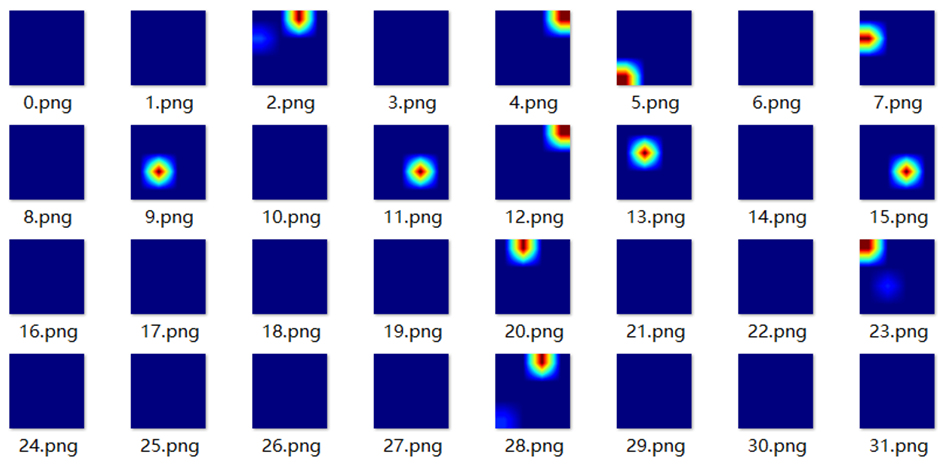 0.png 1.png 2.png 3.png 4.png 5.png 6.png 7.png
8.png 9.png 10.png 11.png 12.png 13.png 14.png 15.png
16.png 17.png 18.png 19.png 20.png 21.png 22.png 23.png
24.png 25.png 26.png 27.png 28.png 29.png 30.png 31.png